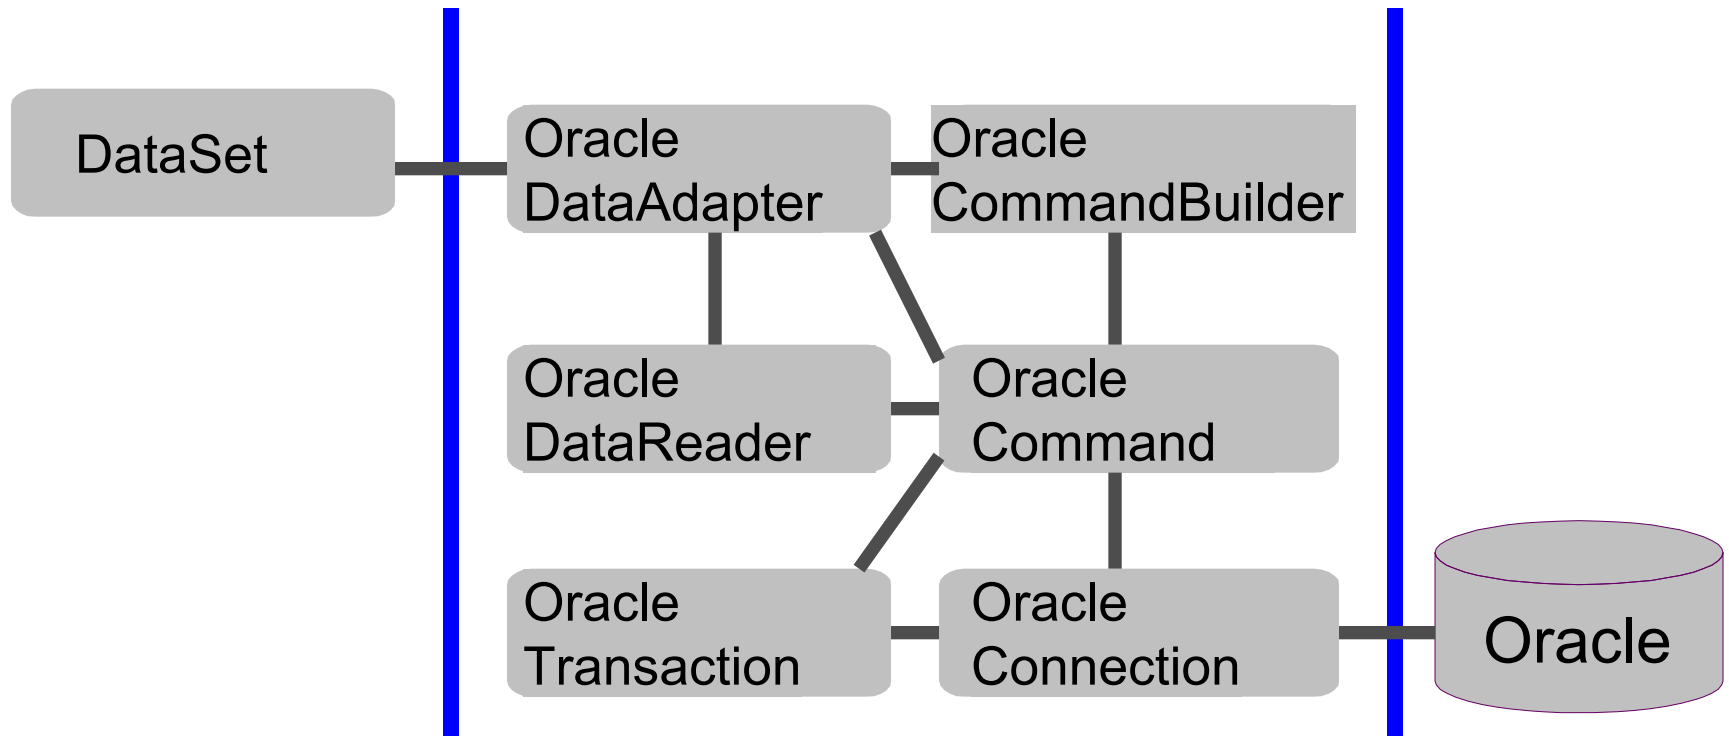 DataSet
Oracle
DataAdapter
Oracle
CommandBuilder
Oracle
DataReader
Oracle
Command
Oracle
Transaction
Oracle
Connection
Oracle